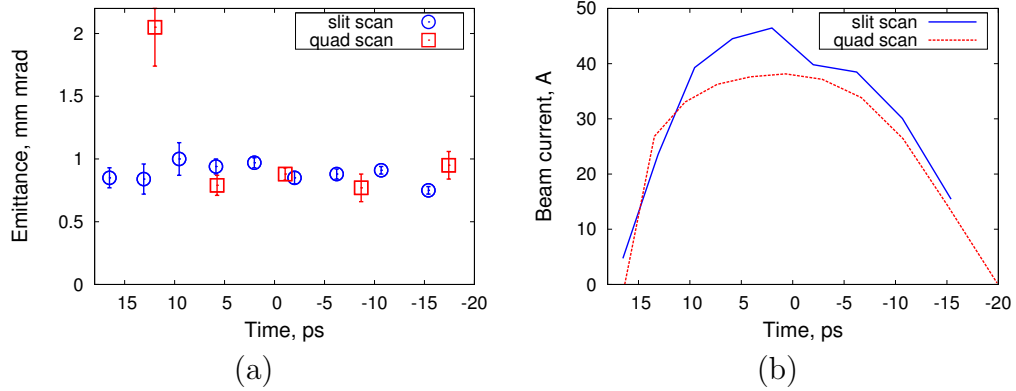 slit scan
quad scan
Emittance, mm mrad
2
1.5
1
0.5
0
15 10 5 0 -5 -10 -15 -20
Time, ps
(a)
slit scan
quad scan
Beam current, A
50
40
30
20
10
0
15 10 5 0 -5 -10 -15 -20
Time, ps
(b)